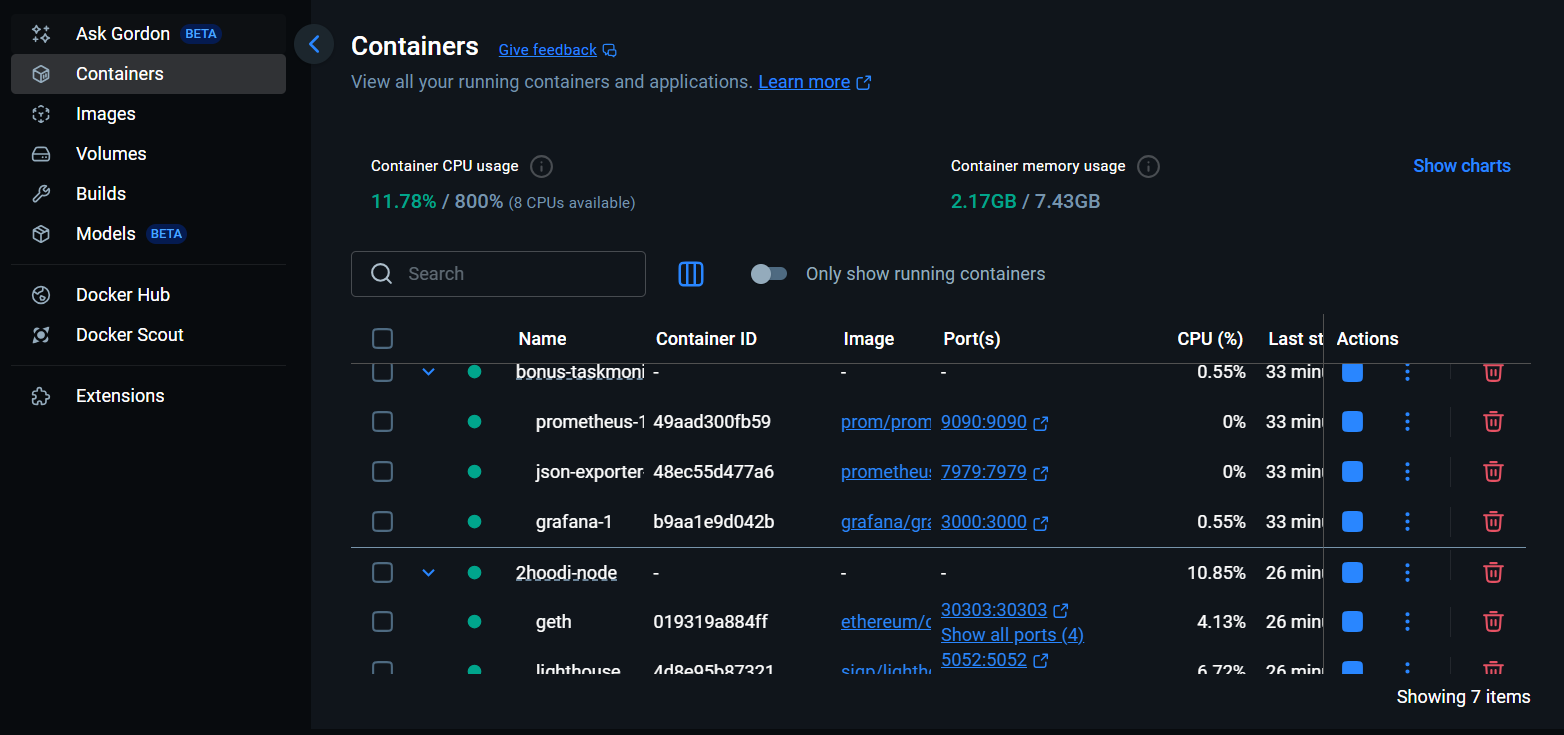 Ask Gordon BETA
Containers
Images
Volumes
Builds
Models BETA
Docker Hub
Docker Scout
Extensions
Containers Give feedback
View all your running containers and applications. Learn more
Container CPU usage
11.78% / 800% (8 CPUs available)
Container memory usage
2.17GB / 7.43GB
Show charts
Search
Only show running containers
Name Container ID Image Port(s) CPU (%) Last st Actions
bonus-taskmoni - - - 0.55% 33 minu
prometheus-1 49aad300fb59 prom/prom 9090:9090 0% 33 minu
json-exporter- 48ec55d477a6 prometheus 7979:7979 0% 33 minu
grafana-1 b9aa1e9d042b grafana/gra 3000:3000 0.55% 33 minu
2hoodi-node - - - 10.85% 26 minu
geth 019319a884ff ethereum/c 30303:30303 4.13% 26 minu
Show all ports (4)
lighthouse 4d8e95b87321 sigp/lighth 5052:5052 6.72% 26 minu
Showing 7 items